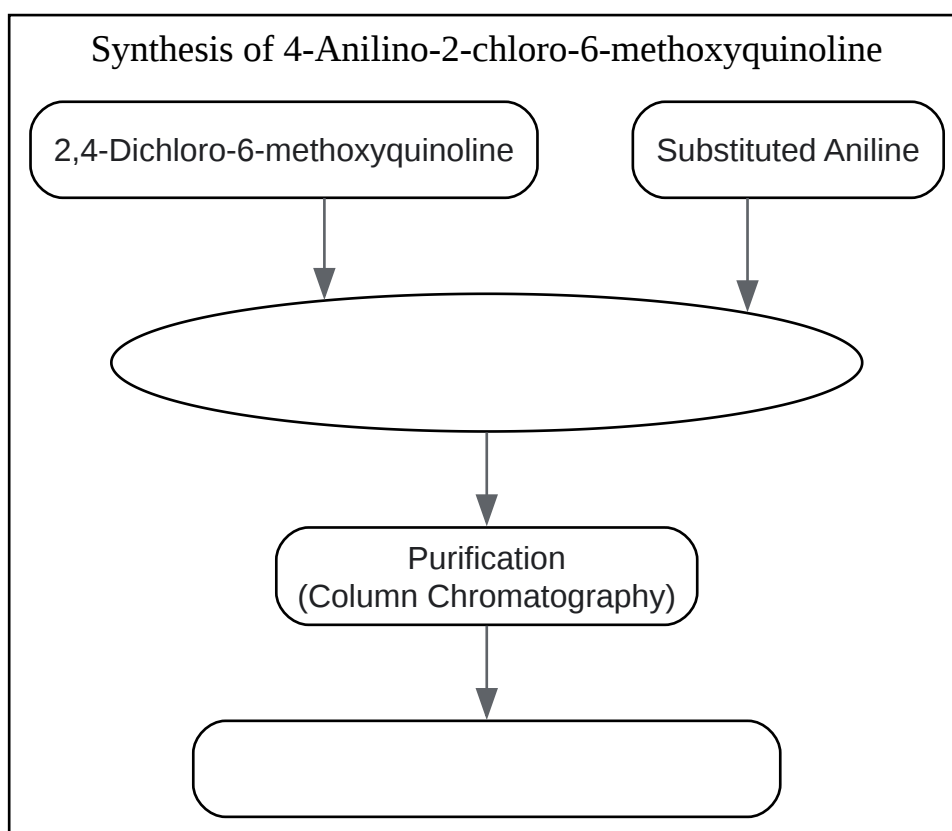 Synthesis of 4-Anilino-2-chloro-6-methoxyquinoline
2,4-Dichloro-6-methoxyquinoline
Substituted Aniline
Purification
(Column Chromatography)